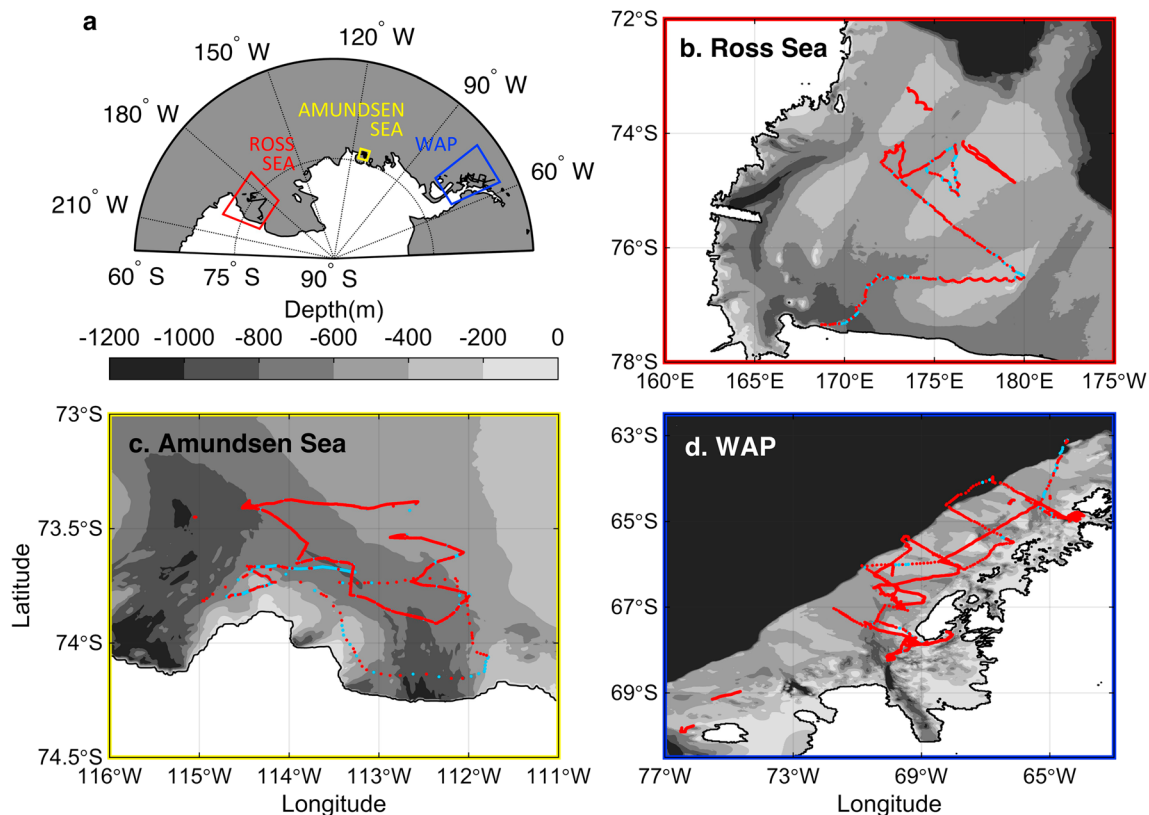 a
150° W
120° W
90° W
180° W
60° W
210° W
AMUNDSEN
SEA
ROSS
SEA
WAP
60° S
75° S
90° S
Depth(m)
-1200 -1000 -800 -600 -400 -200 0
b. Ross Sea
72°S
74°S
76°S
78°S
160°E 165°E 170°E 175°E 180°E 175°W
c. Amundsen Sea
73°S
73.5°S
74°S
74.5°S
Latitude
116°W 115°W 114°W 113°W 112°W 111°W
Longitude
d. WAP
63°S
65°S
67°S
69°S
77°W 73°W 69°W 65°W
Longitude